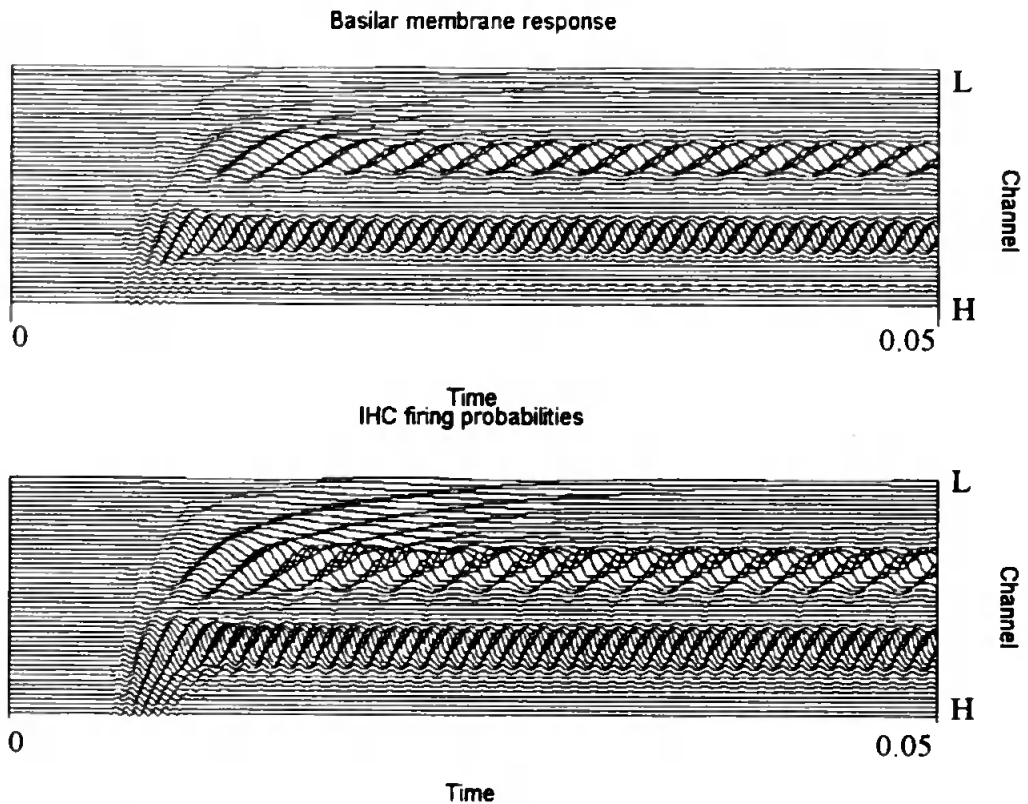 Basilar membrane response
L
Channel
H
0
0.05
Time
IHC firing probabilities
L
Channel
H
0
0.05
Time